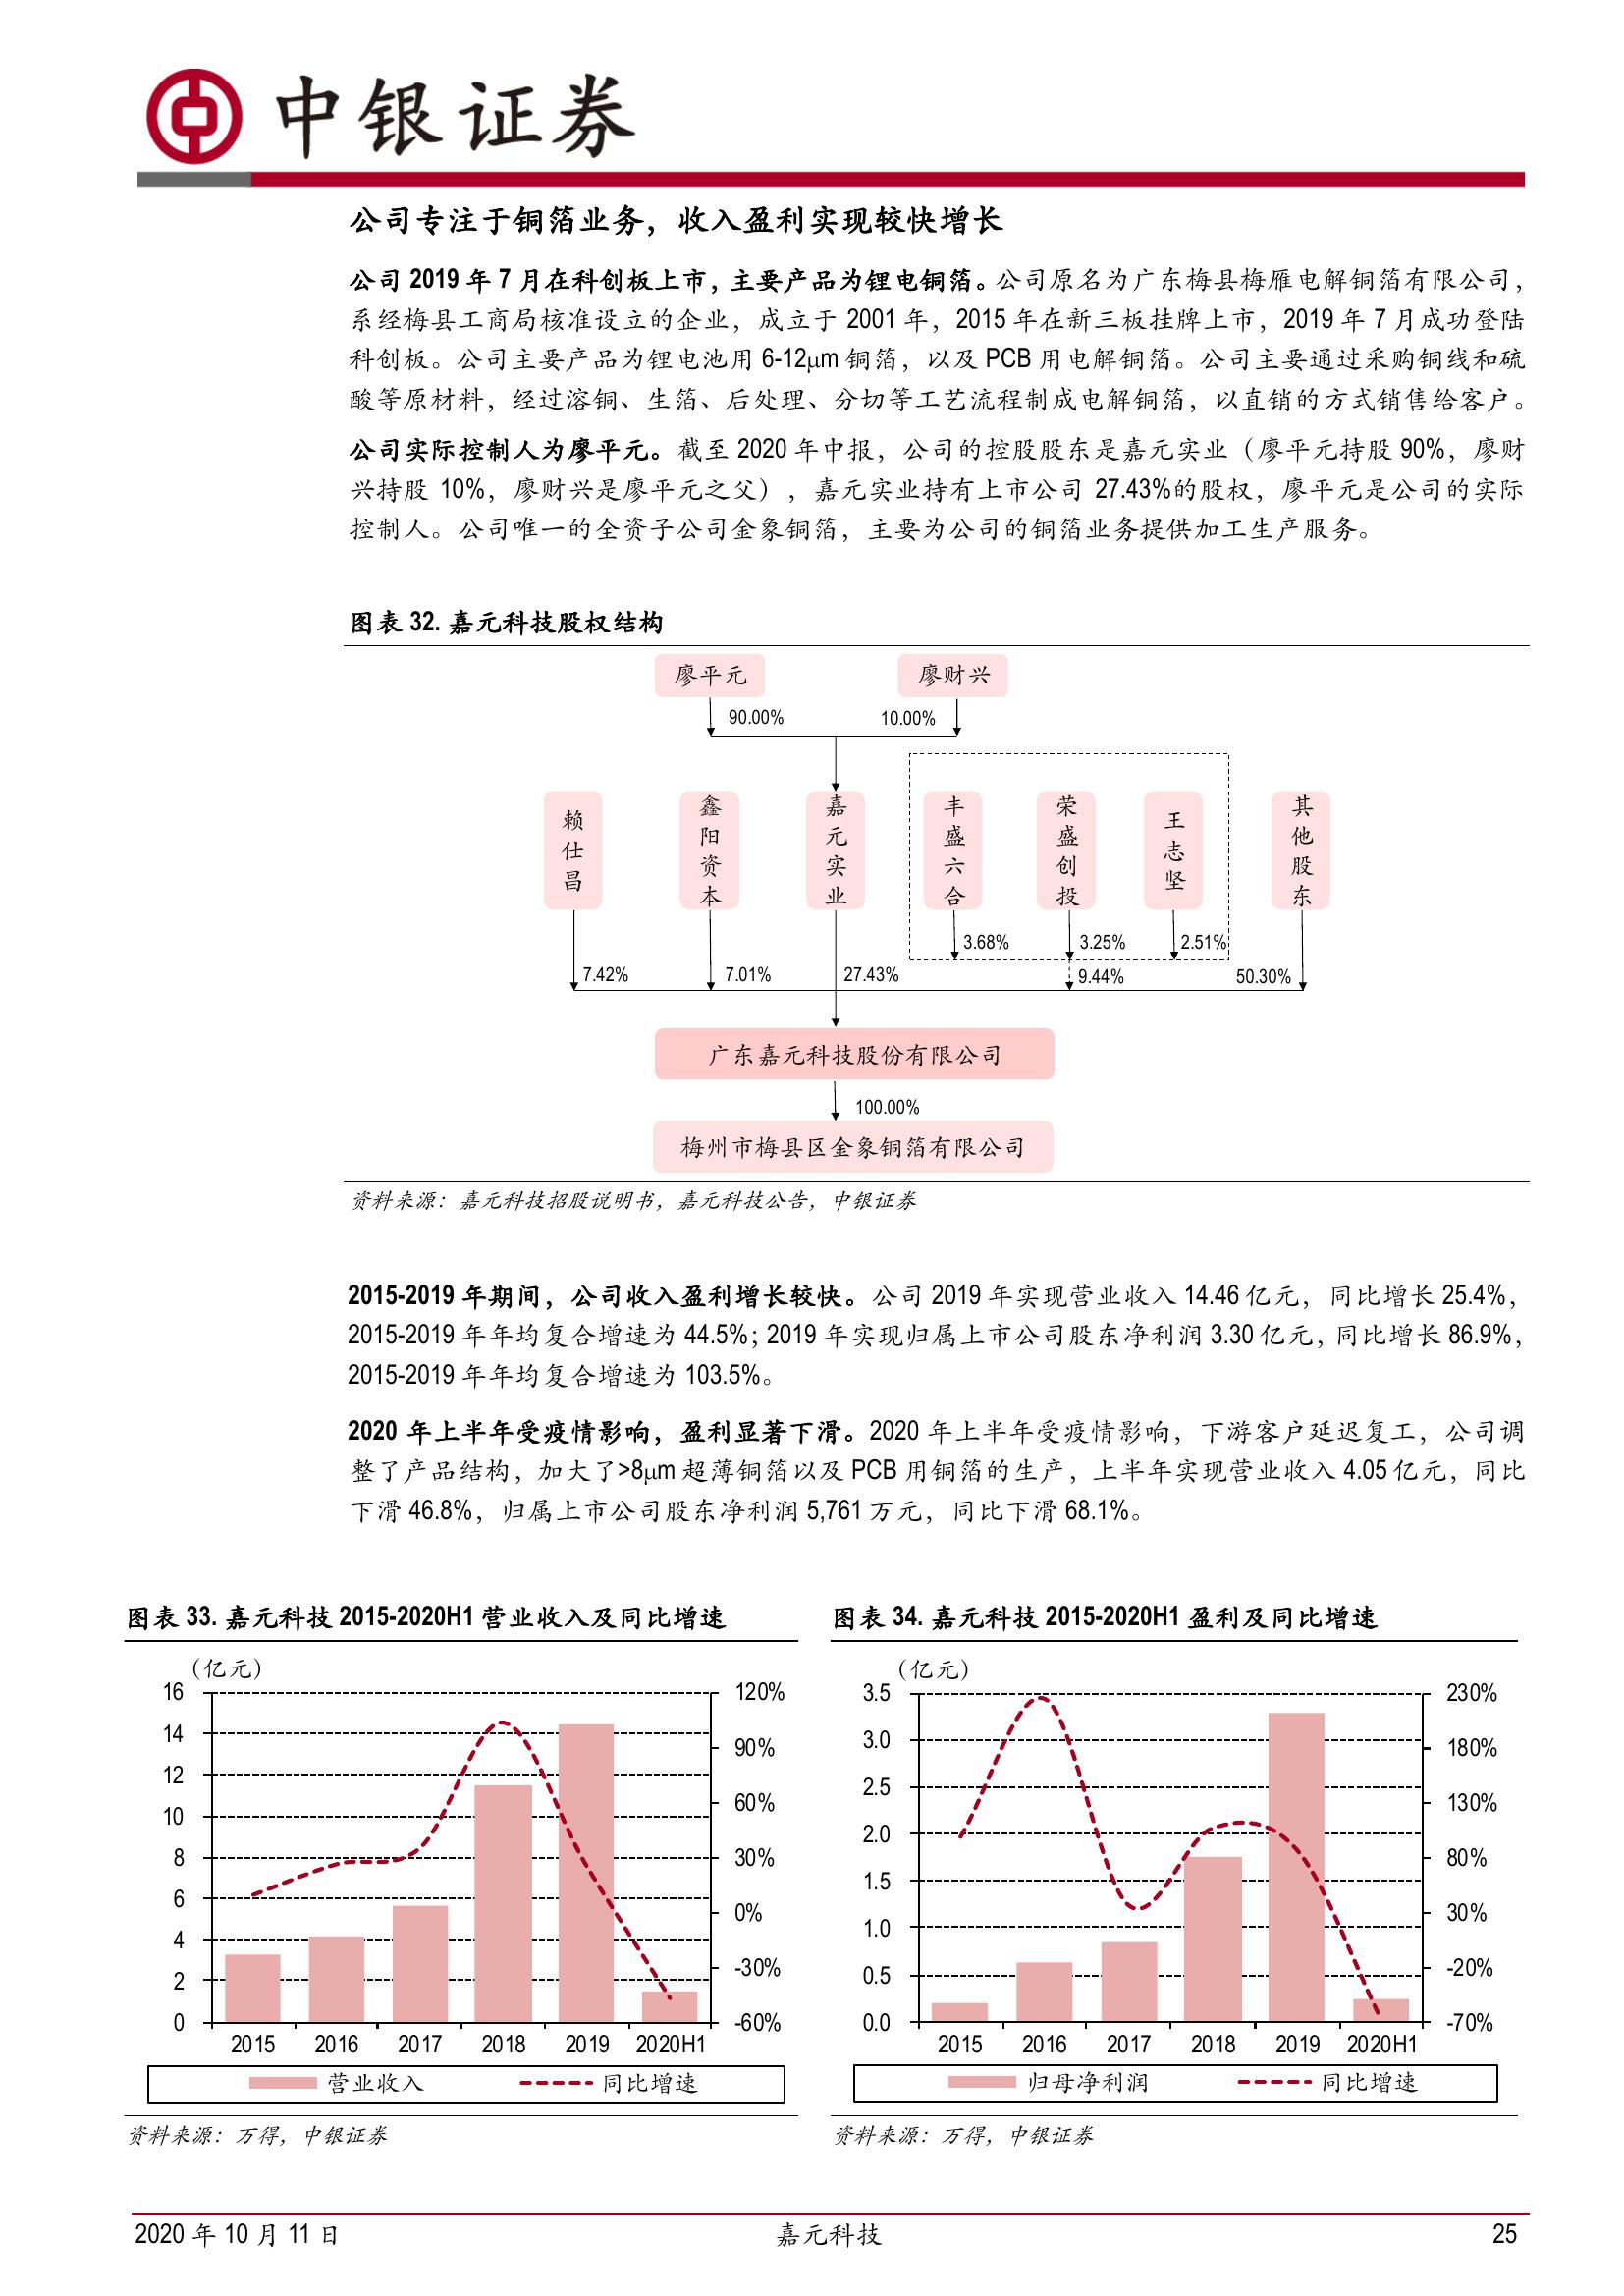 中银证券
公司专注于铜箔业务，收入盈利实现较快增长
公司 2019 年 7 月在科创板上市，主要产品为锂电铜箔。公司原名为广东梅县梅雁电解铜箔有限公司，
系经梅县工商局核准设立的企业，成立于 2001 年，2015 年在新三板挂牌上市，2019 年 7 月成功登陆
科创板。公司主要产品为锂电池用 6-12μm 铜箔，以及 PCB 用电解铜箔。公司主要通过采购铜线和硫
酸等原材料，经过溶铜、生箔、后处理、分切等工艺流程制成电解铜箔，以直销的方式销售给客户。
公司实际控制人为廖平元。截至 2020 年中报，公司的控股股东是嘉元实业（廖平元持股 90%，廖财
兴持股 10%，廖财兴是廖平元之父），嘉元实业持有上市公司 27.43%的股权，廖平元是公司的实际
控制人。公司唯一的全资子公司金象铜箔，主要为公司的铜箔业务提供加工生产服务。
图表 32. 嘉元科技股权结构
廖平元 廖财兴
90.00% 10.00%
赖仕昌 鑫阳资本 嘉元实业 丰盛六合 荣盛创投 王志坚 其他股东
3.68% 3.25% 2.51%
7.42% 7.01% 27.43% 9.44% 50.30%
广东嘉元科技股份有限公司
100.00%
梅州市梅县区金象铜箔有限公司
资料来源：嘉元科技招股说明书，嘉元科技公告，中银证券
2015-2019 年期间，公司收入盈利增长较快。公司 2019 年实现营业收入 14.46 亿元，同比增长 25.4%，
2015-2019 年年均复合增速为 44.5%；2019 年实现归属上市公司股东净利润 3.30 亿元，同比增长 86.9%，
2015-2019 年年均复合增速为 103.5%。
2020 年上半年受疫情影响，盈利显著下滑。2020 年上半年受疫情影响，下游客户延迟复工，公司调
整了产品结构，加大了>8μm 超薄铜箔以及 PCB 用铜箔的生产，上半年实现营业收入 4.05 亿元，同比
下滑 46.8%，归属上市公司股东净利润 5,761 万元，同比下滑 68.1%。
图表 33. 嘉元科技 2015-2020H1 营业收入及同比增速
（亿元）
16 120%
14
90%
12
10 60%
8 30%
6
0%
4
-30%
2
0 -60%
2015 2016 2017 2018 2019 2020H1
营业收入 同比增速
资料来源：万得，中银证券
图表 34. 嘉元科技 2015-2020H1 盈利及同比增速
（亿元）
3.5 230%
3.0
180%
2.5
130%
2.0
80%
1.5
1.0 30%
0.5 -20%
0.0 -70%
2015 2016 2017 2018 2019 2020H1
归母净利润 同比增速
资料来源：万得，中银证券
2020 年 10 月 11 日 嘉元科技 25